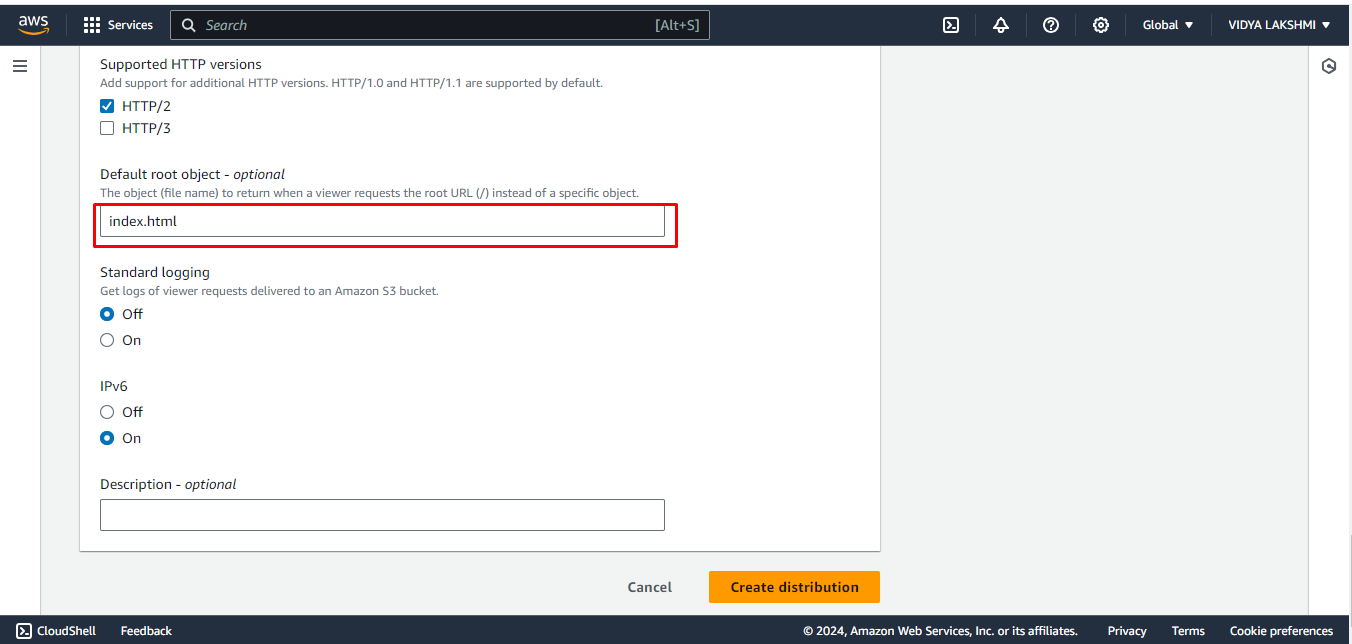 aws Services Search [Alt+S] Global VIDYA LAKSHMI
Supported HTTP versions
Add support for additional HTTP versions. HTTP/1.0 and HTTP/1.1 are supported by default.
HTTP/2
HTTP/3
Default root object - optional
The object (file name) to return when a viewer requests the root URL (/) instead of a specific object.
index.html
Standard logging
Get logs of viewer requests delivered to an Amazon S3 bucket.
Off
On
IPv6
Off
On
Description - optional
Cancel Create distribution
CloudShell Feedback © 2024, Amazon Web Services, Inc. or its affiliates. Privacy Terms Cookie preferences